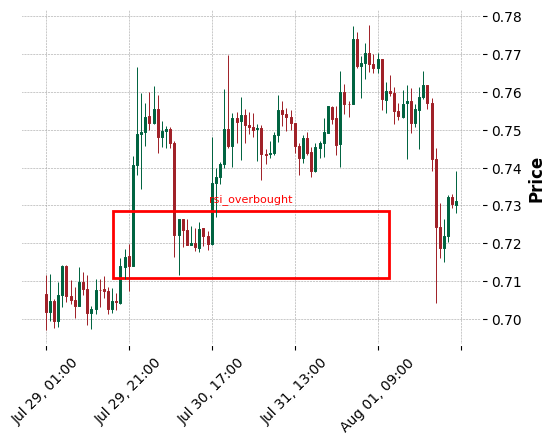 0.78
0.77
0.76
0.75
0.74
rsi_overbought
0.73
0.72
0.71
0.70
Price
Jul 29, 01:00
Jul 29, 21:00
Jul 30, 17:00
Jul 31, 13:00
Aug 01, 09:00